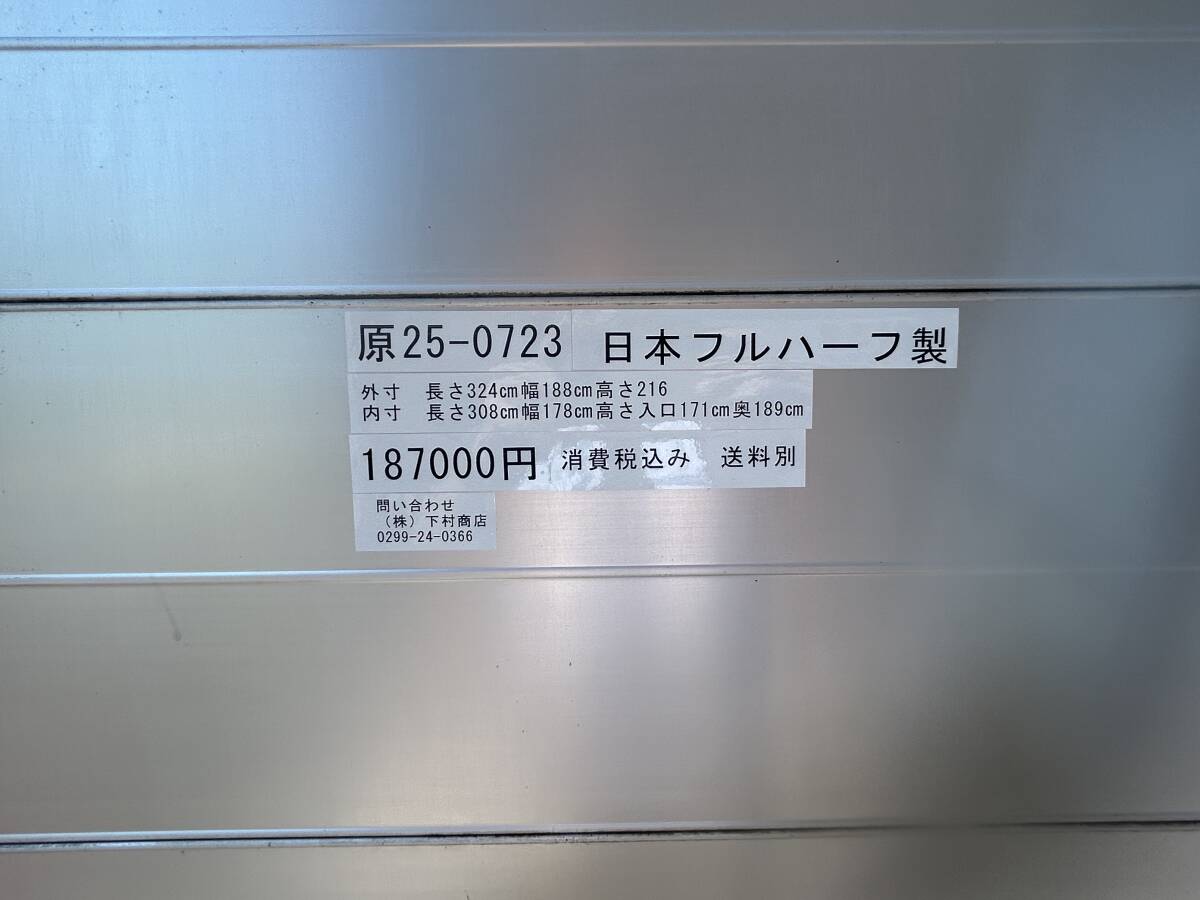 原25-0723 日本フルハーフ製
外寸 長さ324㎝幅188㎝高さ216
内寸 長さ308㎝幅178㎝高さ入口171㎝奥189㎝
187000円 消費税込み 送料別
問い合わせ
（株）下村商店
0299-24-0366